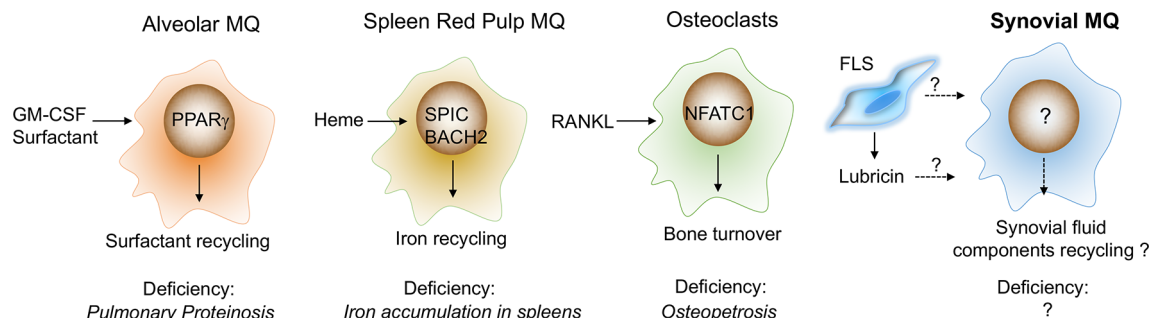 Alveolar MQ
GM-CSF
Surfactant
PPARγ
Surfactant recycling
Deficiency:
Pulmonary Proteinosis
Spleen Red Pulp MQ
Heme
SPIC
BACH2
Iron recycling
Deficiency:
Iron accumulation in spleens
Osteoclasts
RANKL
NFATC1
Bone turnover
Deficiency:
Osteopetrosis
Synovial MQ
FLS
?
?
Lubricin
?
Synovial fluid
components recycling ?
Deficiency:
?